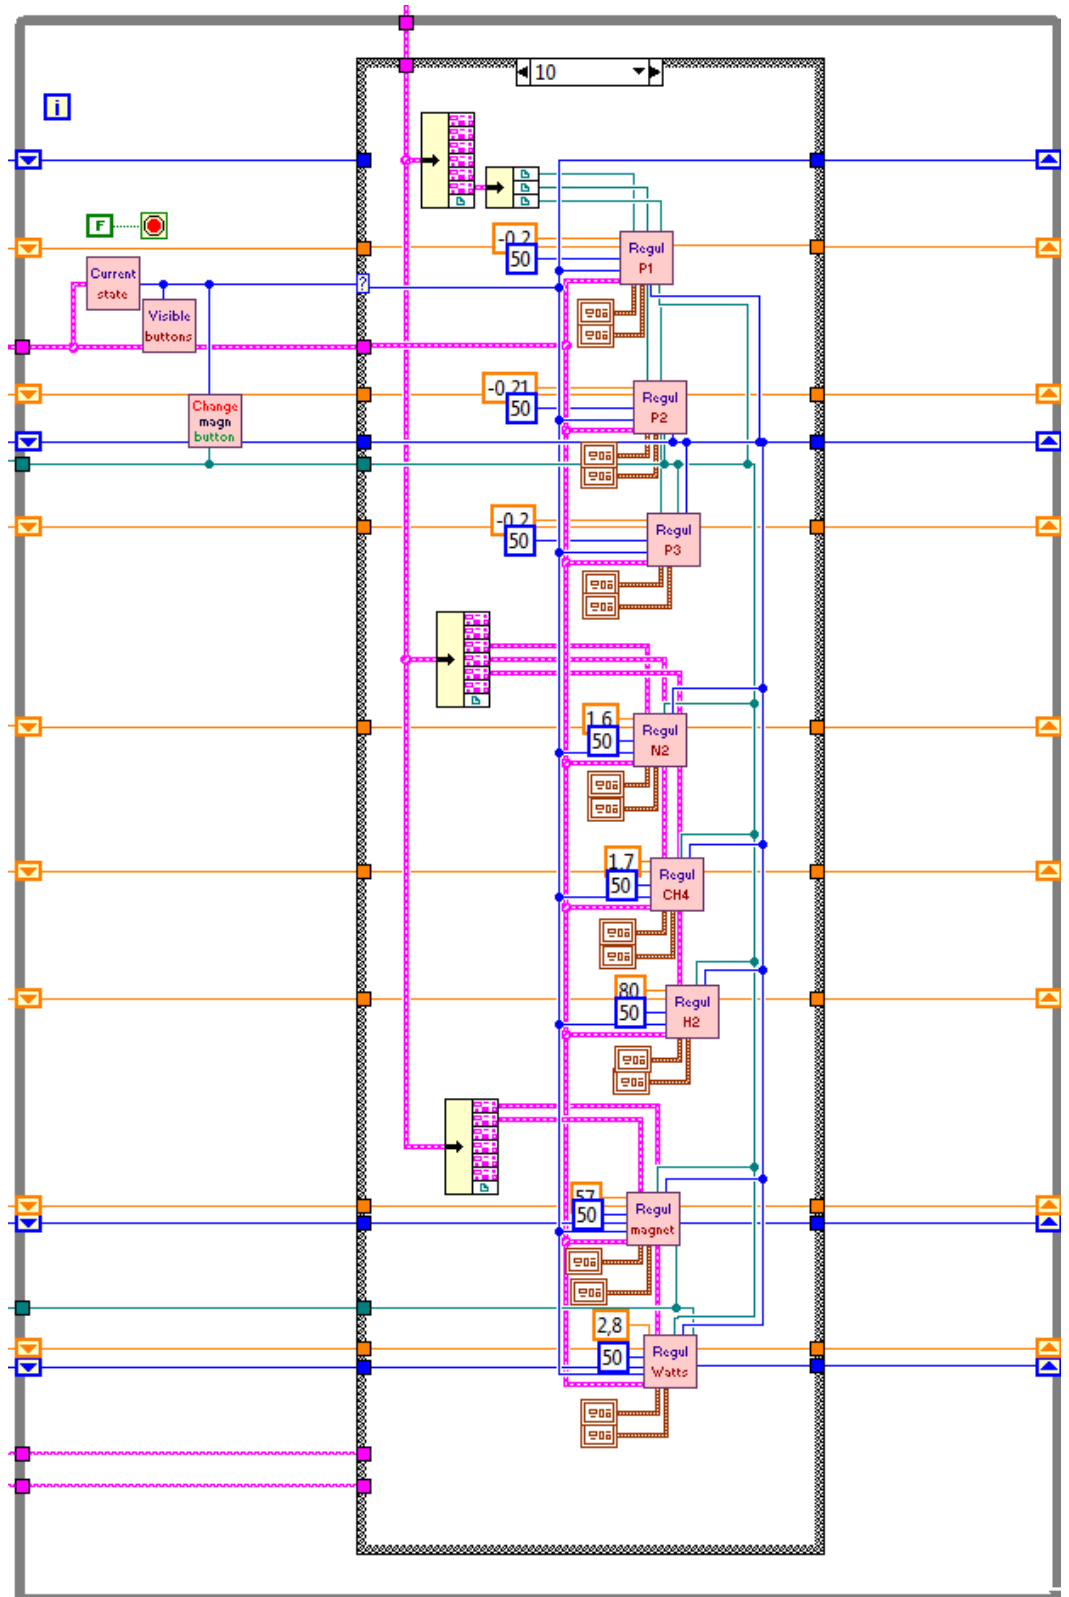 10
i
F
Current
state
Visible
buttons
Change
magn
button
?
-0,2
50
Regul
P1
-0,21
50
Regul
P2
-0,2
50
Regul
P3
1,6
50
Regul
N2
1,7
50
Regul
CH4
80
50
Regul
H2
57
50
Regul
magnet
2,8
50
Regul
Watts